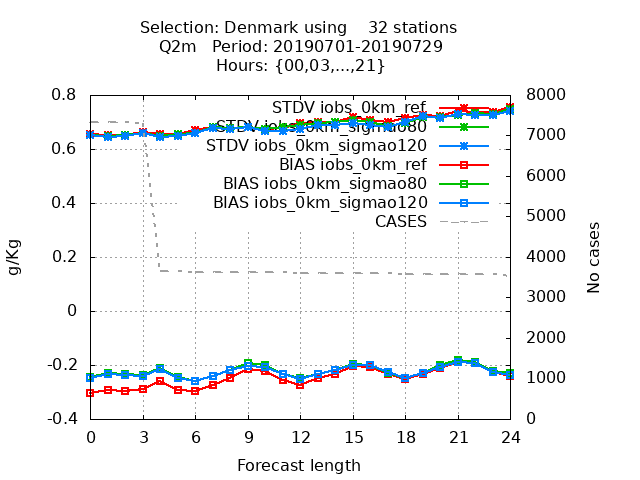 Selection: Denmark using    32 stations
Q2m   Period: 20190701-20190729
Hours: {00,03,...,21}
0.8
0.6
0.4
0.2
0
-0.2
-0.4
8000
7000
6000
5000
4000
3000
2000
1000
0
g/Kg
No cases
STDV iobs_0km_ref
STDV iobs_0km_sigmao80
STDV iobs_0km_sigmao120
BIAS iobs_0km_ref
BIAS iobs_0km_sigmao80
BIAS iobs_0km_sigmao120
CASES
0 3 6 9 12 15 18 21 24
Forecast length